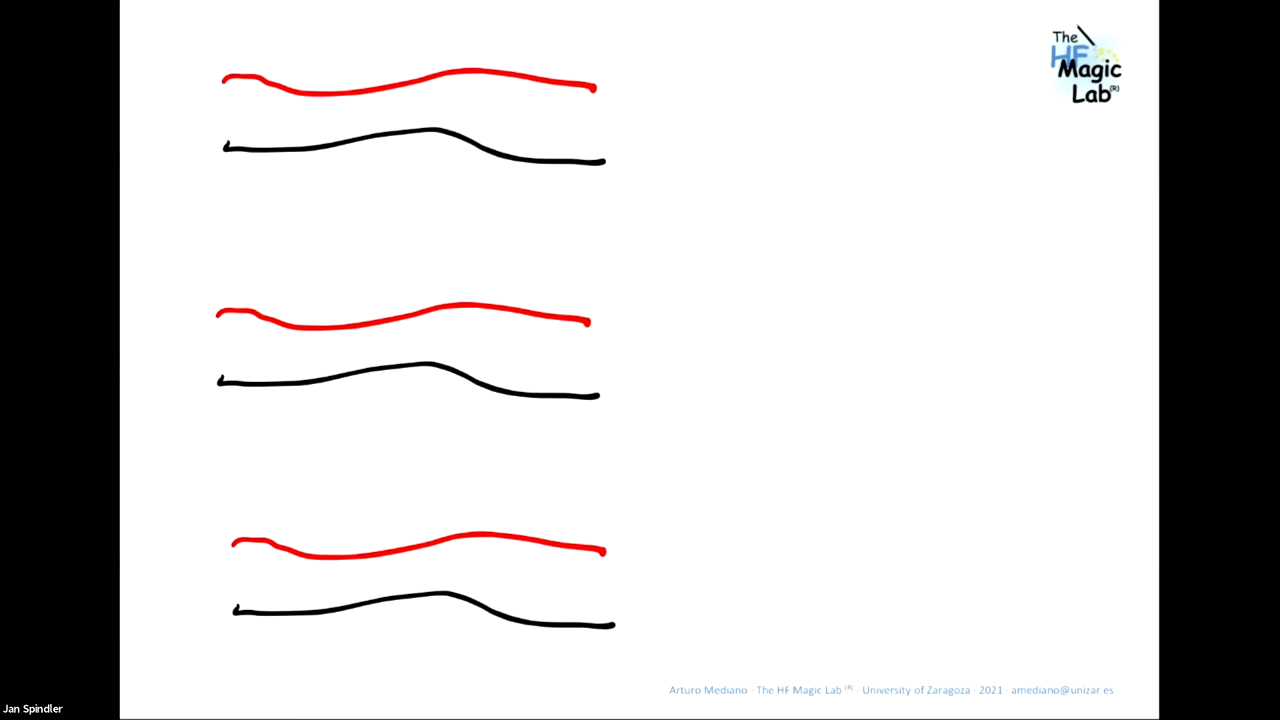 The
HF
Magic
Lab(R)
Arturo Mediano · The HF Magic Lab (R) · University of Zaragoza · 2021 · amediano@unizar.es
Jan Spindler